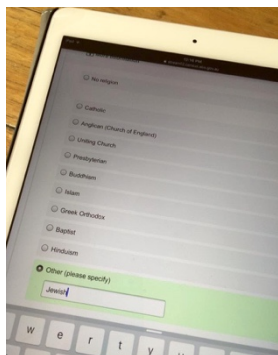 No religion
Catholic
Anglican (Church of England)
Uniting Church
Presbyterian
Buddhism
Islam
Greek Orthodox
Baptist
Hinduism
Other (please specify)
Jewish
w e r t